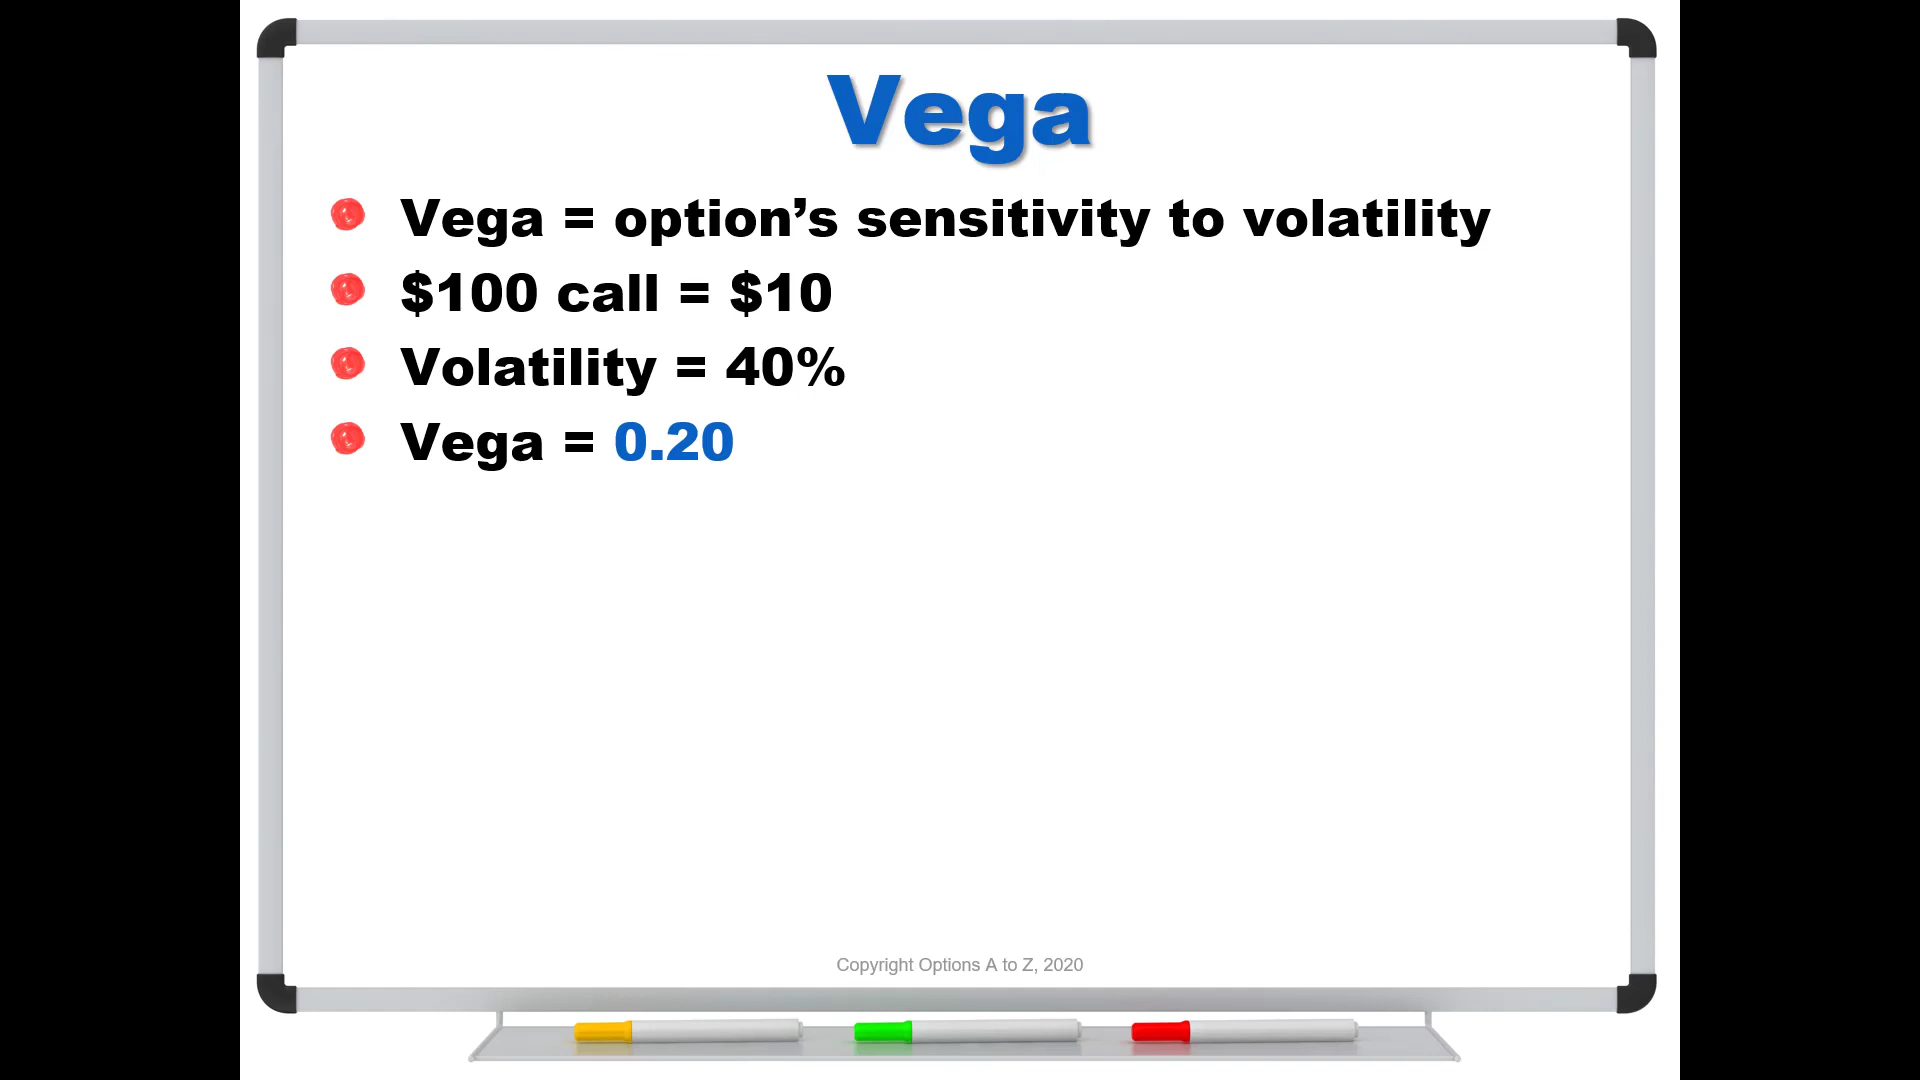 Vega
Vega = option’s sensitivity to volatility
$100 call = $10
Volatility = 40%
Vega = 0.20
Copyright Options A to Z, 2020